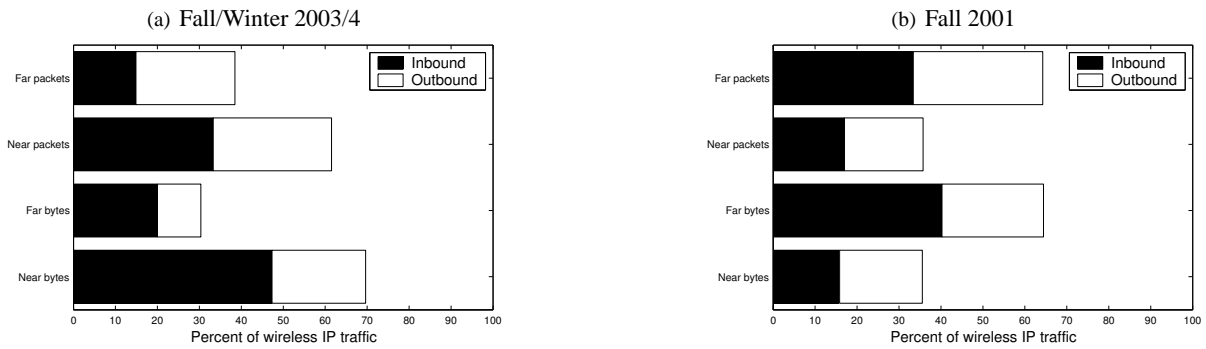 (a) Fall/Winter 2003/4
Inbound
Outbound
Far packets
Near packets
Far bytes
Near bytes
0 10 20 30 40 50 60 70 80 90 100
Percent of wireless IP traffic
(b) Fall 2001
Inbound
Outbound
Far packets
Near packets
Far bytes
Near bytes
0 10 20 30 40 50 60 70 80 90 100
Percent of wireless IP traffic